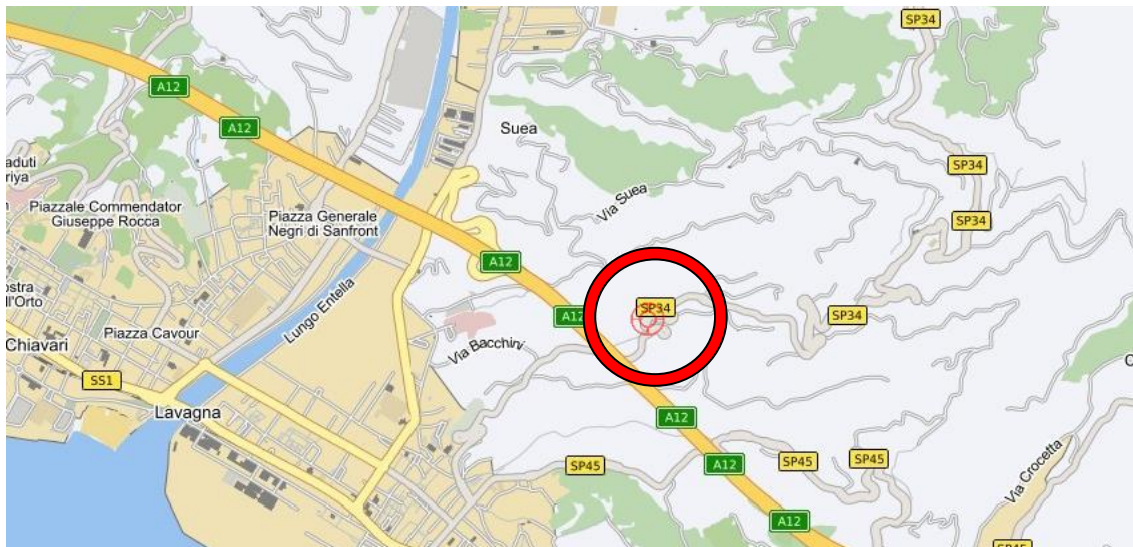 SP34
A12
A12
Suea
SP34
aduti
riya
Piazzale Commendator
Giuseppe Rocca
Piazza Generale
Negri di Sanfront
Via Suea
SP34
A12
ostra
ll'Orto
Lungo Entella
Piazza Cavour
Chiavari
A12
SP34
SP34
Via Bacchini
SS1
Lavagna
A12
SP45
A12
SP45
SP45
Via Crocetta
C
A12
SP45